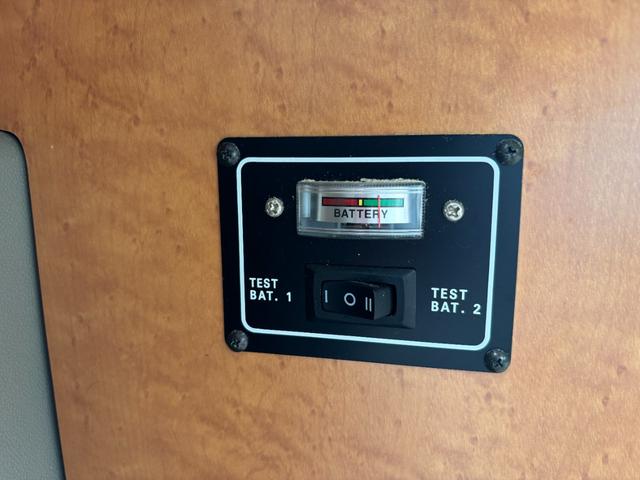 BATTERY
TEST
BAT. 1
I O II
TEST
BAT. 2